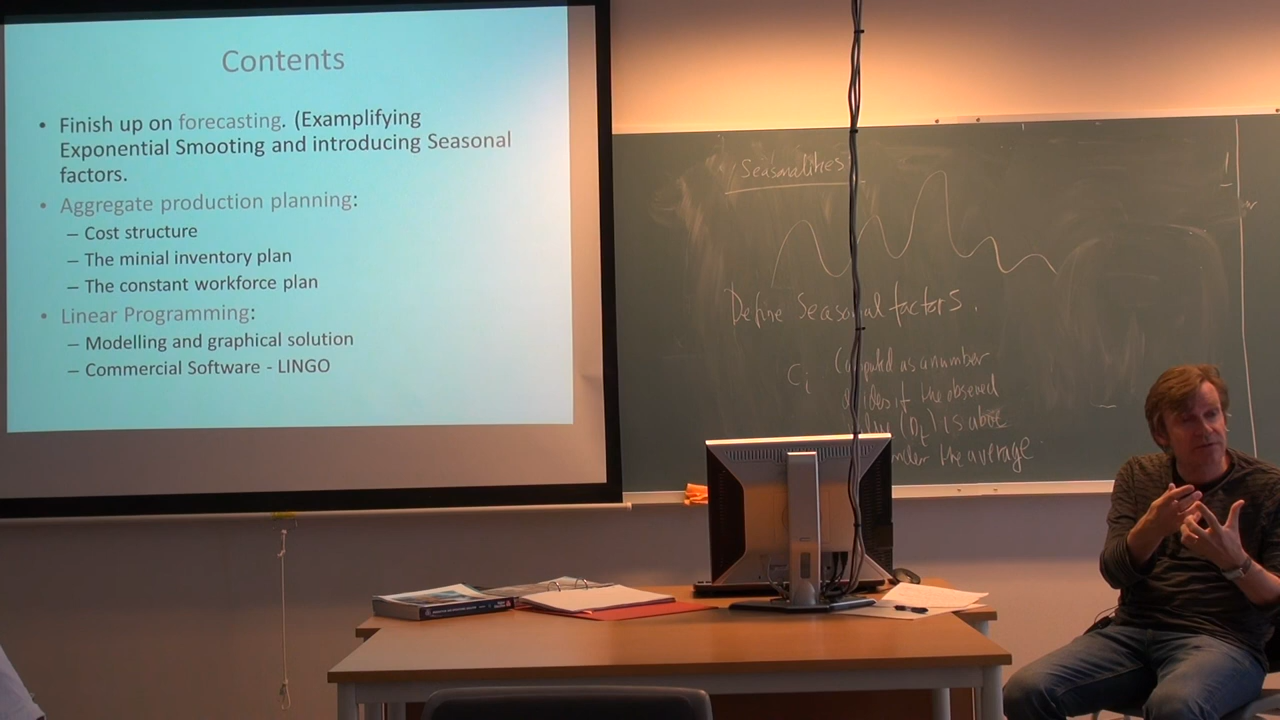 Contents
• Finish up on forecasting. (Examplifying
Exponential Smooting and introducing Seasonal
factors.
• Aggregate production planning:
– Cost structure
– The minial inventory plan
– The constant workforce plan
• Linear Programming:
– Modelling and graphical solution
– Commercial Software - LINGO
Seasonalities
Define Seasonal factors.
Ci Computed as a number
if the observed
(Dt) is above
under the average